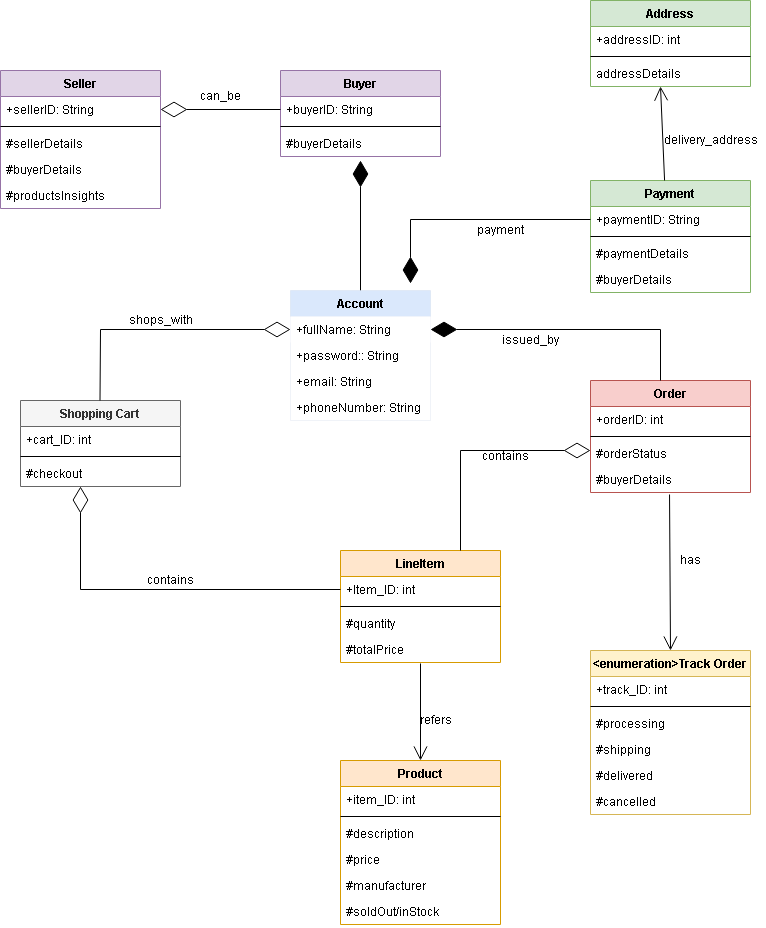 Address
+addressID: int
addressDetails
Seller
+sellerID: String
#sellerDetails
#buyerDetails
#productsInsights
can_be
Buyer
+buyerID: String
#buyerDetails
delivery_address
Payment
+paymentID: String
#paymentDetails
#buyerDetails
payment
Account
+fullName: String
+password:: String
+email: String
+phoneNumber: String
shops_with
issued_by
Shopping Cart
+cart_ID: int
#checkout
Order
+orderID: int
#orderStatus
#buyerDetails
contains
contains
has
LineItem
+Item_ID: int
#quantity
#totalPrice
refers
<enumeration>Track Order
+track_ID: int
#processing
#shipping
#delivered
#cancelled
Product
+item_ID: int
#description
#price
#manufacturer
#soldOut/inStock